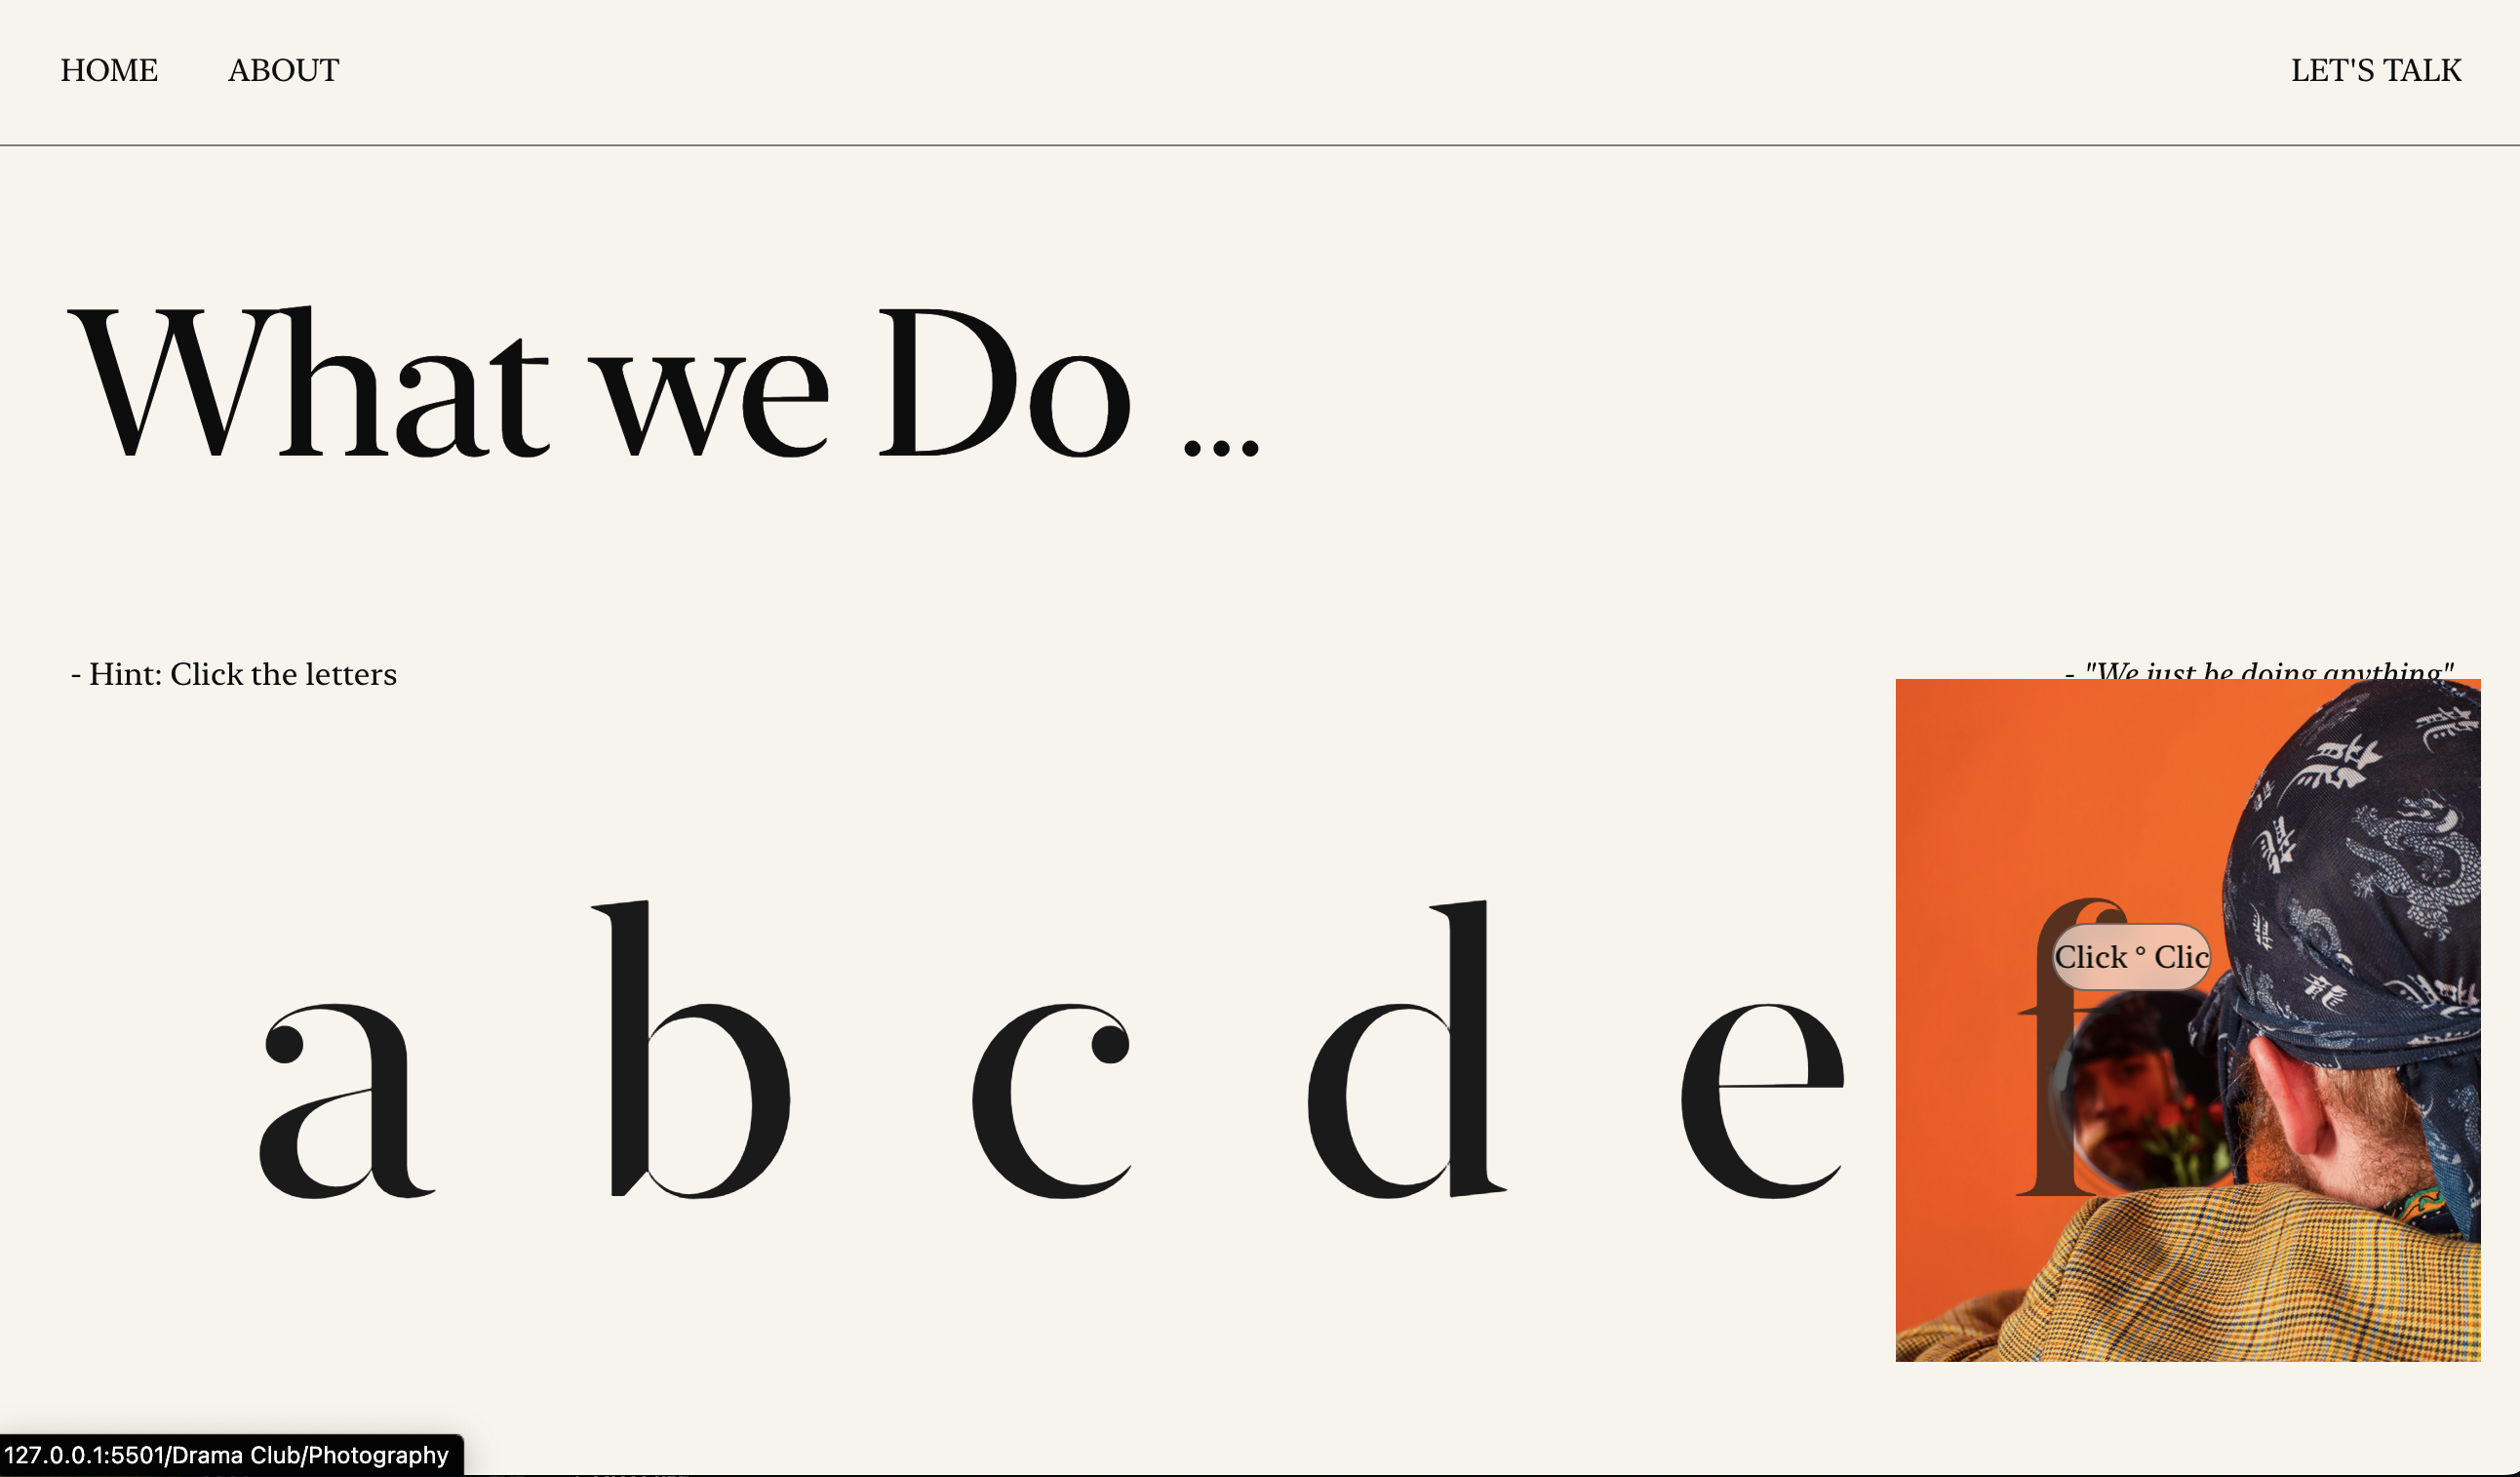 HOME ABOUT LET'S TALK
What we Do ...
- Hint: Click the letters
- "We just be doing anything"
a b c d e f
Click ° Clic
127.0.0.1:5501/Drama Club/Photography